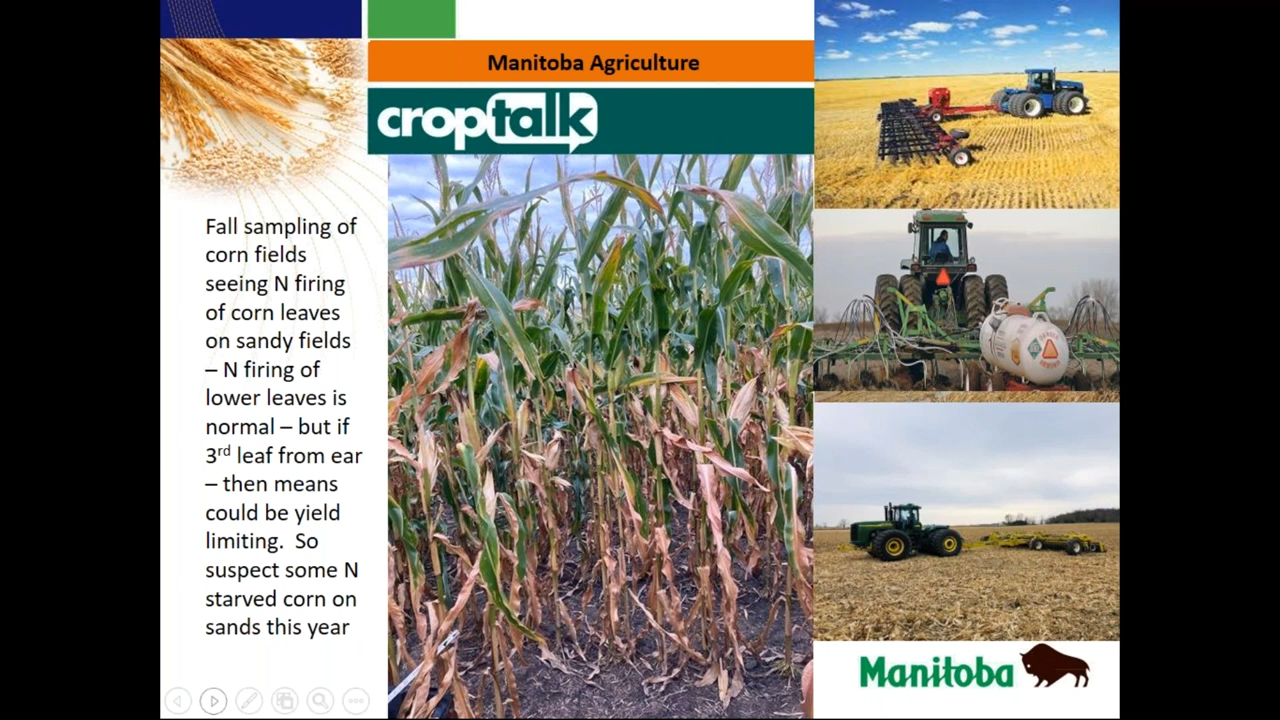 Manitoba Agriculture
croptalk
Fall sampling of
corn fields
seeing N firing
of corn leaves
on sandy fields
– N firing of
lower leaves is
normal – but if
3rd leaf from ear
– then means
could be yield
limiting.  So
suspect some N
starved corn on
sands this year
Manitoba